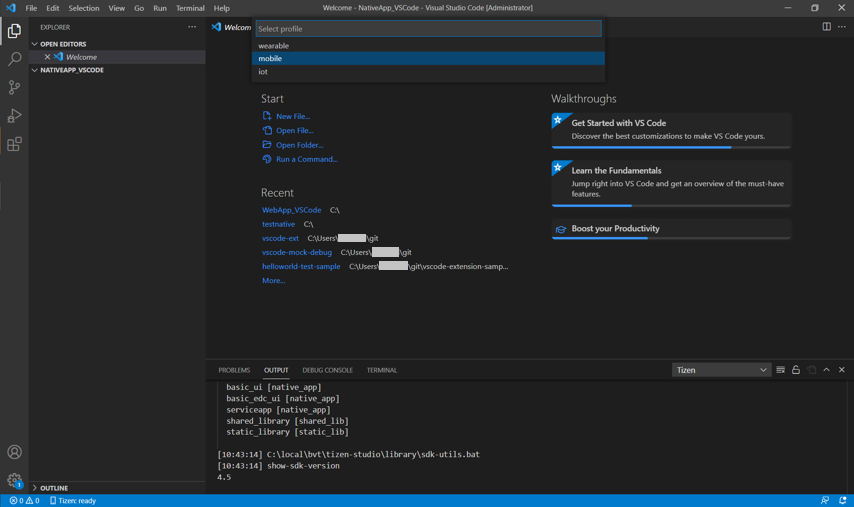 File Edit Selection View Go Run Terminal Help
Welcome - NativeApp_VSCode - Visual Studio Code [Administrator]
EXPLORER
OPEN EDITORS
Welcome
NATIVEAPP_VSCODE
Welcom
Select profile
wearable
mobile
iot
Start
New File...
Open File...
Open Folder...
Run a Command...
Recent
WebApp_VSCode C:\
testnative C:\
vscode-ext C:\Users\ \git
vscode-mock-debug C:\Users\ \git
helloworld-test-sample C:\Users\ \git\vscode-extension-samp...
More...
Walkthroughs
Get Started with VS Code
Discover the best customizations to make VS Code yours.
Learn the Fundamentals
Jump right into VS Code and get an overview of the must-have
features.
Boost your Productivity
PROBLEMS OUTPUT DEBUG CONSOLE TERMINAL
Tizen
basic_ui [native_app]
basic_edc_ui [native_app]
serviceapp [native_app]
shared_library [shared_lib]
static_library [static_lib]
[10:43:14] C:\local\bvt\tizen-studio\library\sdk-utils.bat
[10:43:14] show-sdk-version
4.5
1
OUTLINE
0 0 Tizen: ready